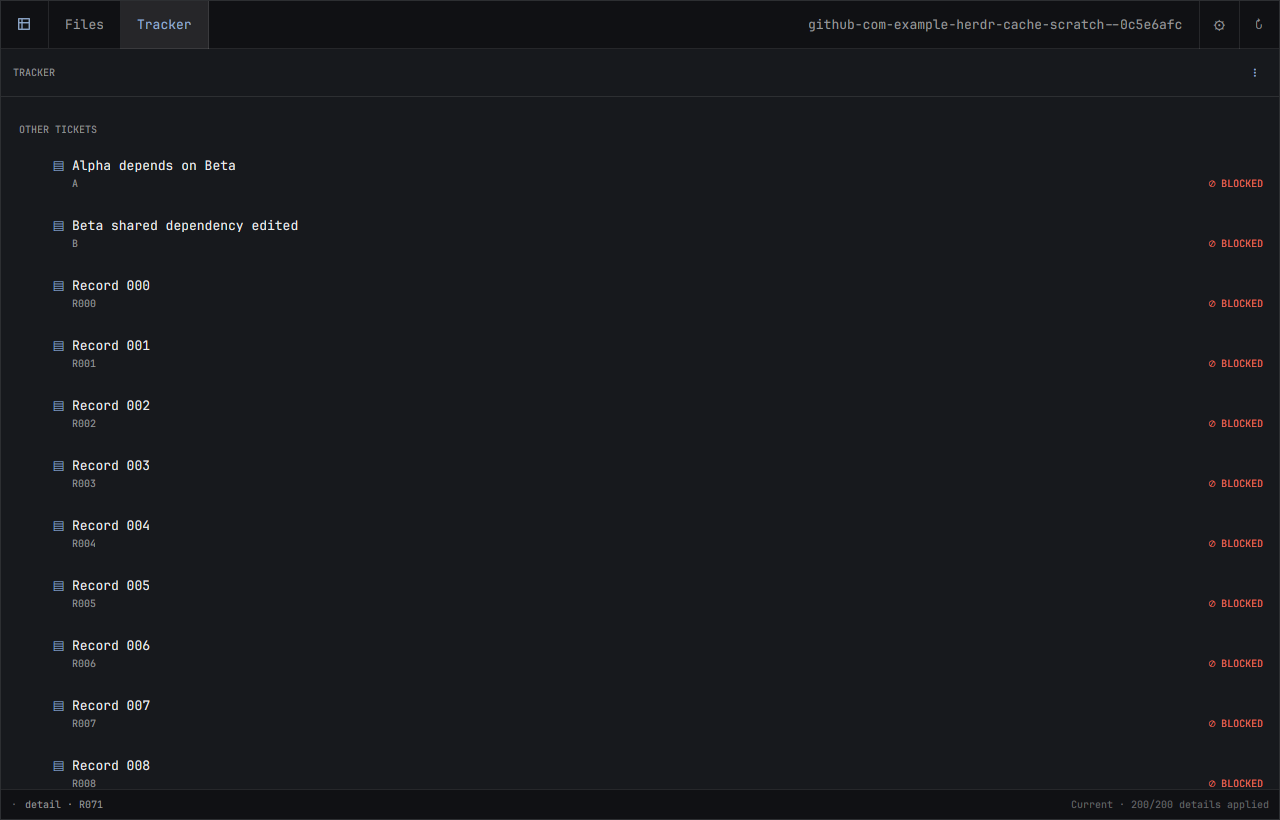 Files Tracker github-com-example-herdr-cache-scratch--0c5e6afc
TRACKER
OTHER TICKETS
Alpha depends on Beta
A ⊘ BLOCKED
Beta shared dependency edited
B ⊘ BLOCKED
Record 000
R000 ⊘ BLOCKED
Record 001
R001 ⊘ BLOCKED
Record 002
R002 ⊘ BLOCKED
Record 003
R003 ⊘ BLOCKED
Record 004
R004 ⊘ BLOCKED
Record 005
R005 ⊘ BLOCKED
Record 006
R006 ⊘ BLOCKED
Record 007
R007 ⊘ BLOCKED
Record 008
R008 ⊘ BLOCKED
· detail · R071 Current · 200/200 details applied